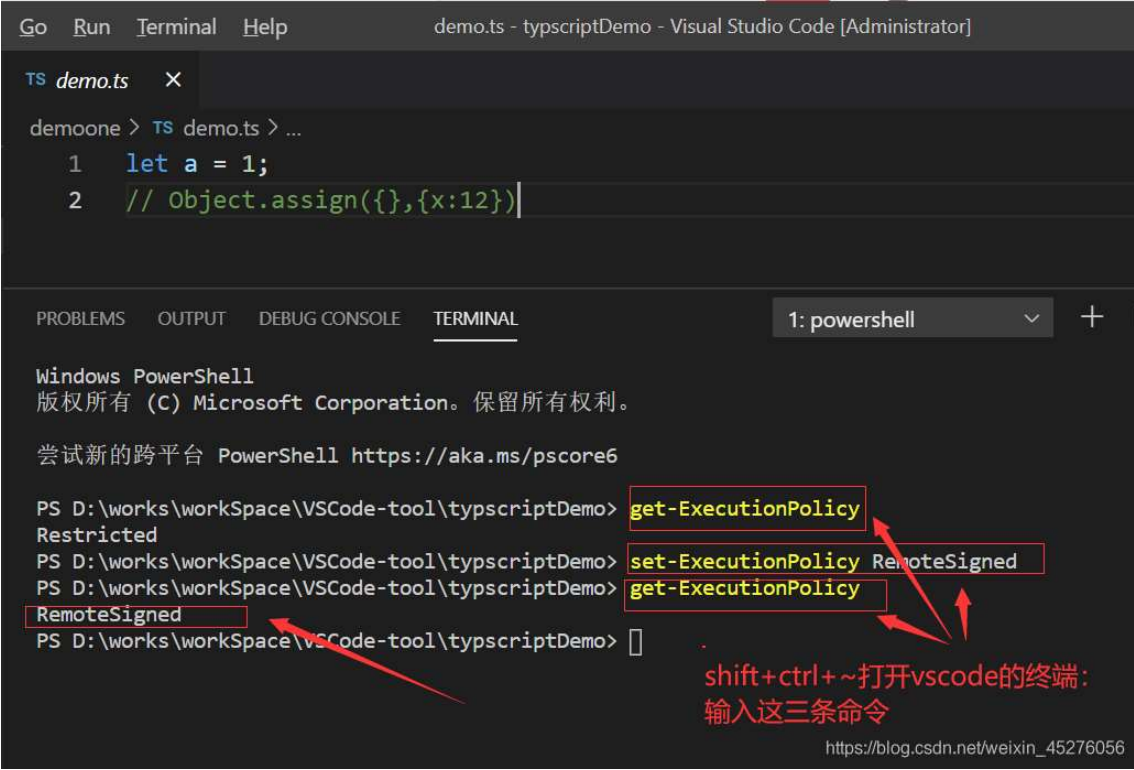 Go Run Terminal Help demo.ts - typscriptDemo - Visual Studio Code [Administrator]
TS demo.ts ×
demoone > TS demo.ts > ...
1 let a = 1;
2 // Object.assign({},{x:12})
PROBLEMS OUTPUT DEBUG CONSOLE TERMINAL 1: powershell +
Windows PowerShell
版权所有 (C) Microsoft Corporation。保留所有权利。
尝试新的跨平台 PowerShell https://aka.ms/pscore6
PS D:\works\workSpace\VSCode-tool\typscriptDemo> get-ExecutionPolicy
Restricted
PS D:\works\workSpace\VSCode-tool\typscriptDemo> set-ExecutionPolicy RemoteSigned
PS D:\works\workSpace\VSCode-tool\typscriptDemo> get-ExecutionPolicy
RemoteSigned
PS D:\works\workSpace\VSCode-tool\typscriptDemo>
shift+ctrl+~打开vscode的终端：
输入这三条命令
https://blog.csdn.net/weixin_45276056